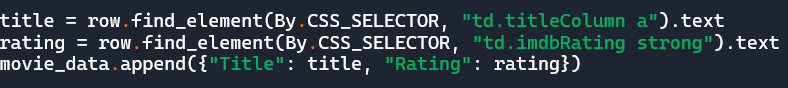 title = row.find_element(By.CSS_SELECTOR, "td.titleColumn a").text
rating = row.find_element(By.CSS_SELECTOR, "td.imdbRating strong").text
movie_data.append({"Title": title, "Rating": rating})